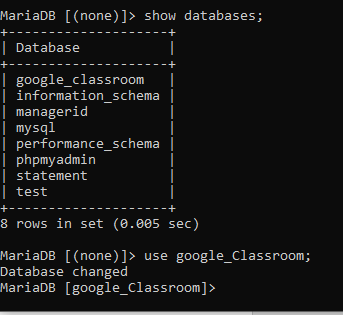 MariaDB [(none)]> show databases;
+--------------------+
| Database           |
+--------------------+
| google_classroom   |
| information_schema |
| managerid          |
| mysql              |
| performance_schema |
| phpmyadmin         |
| statement          |
| test               |
+--------------------+
8 rows in set (0.005 sec)
MariaDB [(none)]> use google_Classroom;
Database changed
MariaDB [google_Classroom]>